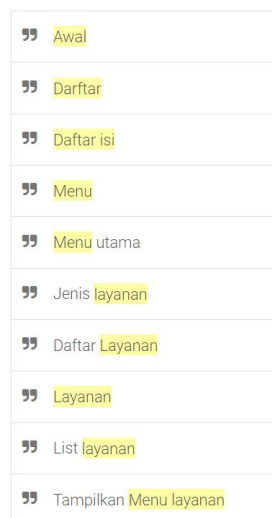 Awal
Darftar
Daftar isi
Menu
Menu utama
Jenis layanan
Daftar Layanan
Layanan
List layanan
Tampilkan Menu layanan